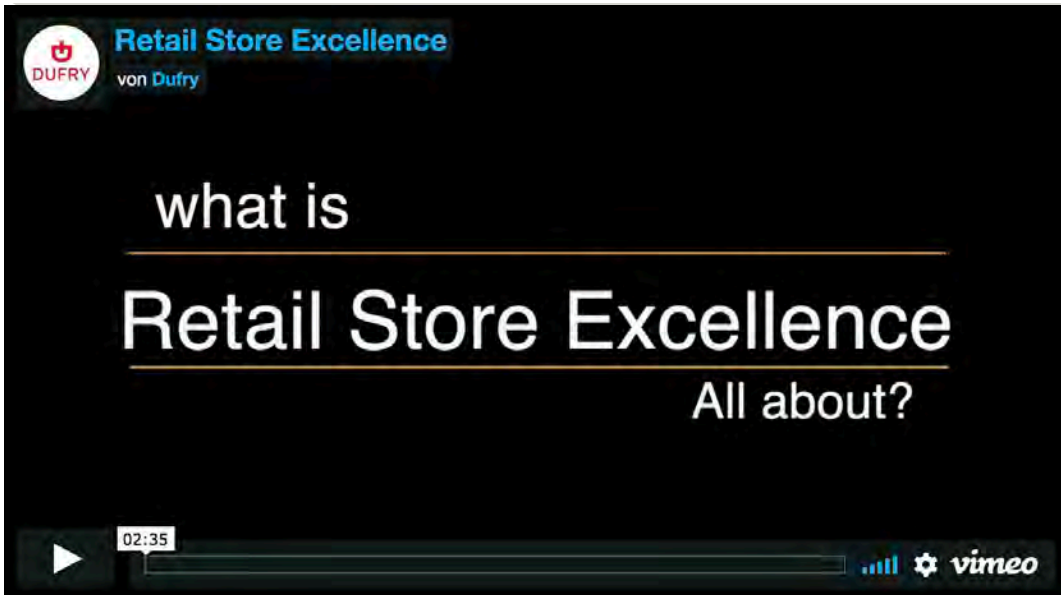 DUFRY
Retail Store Excellence
von Dufry
what is
Retail Store Excellence
All about?
02:35
vimeo